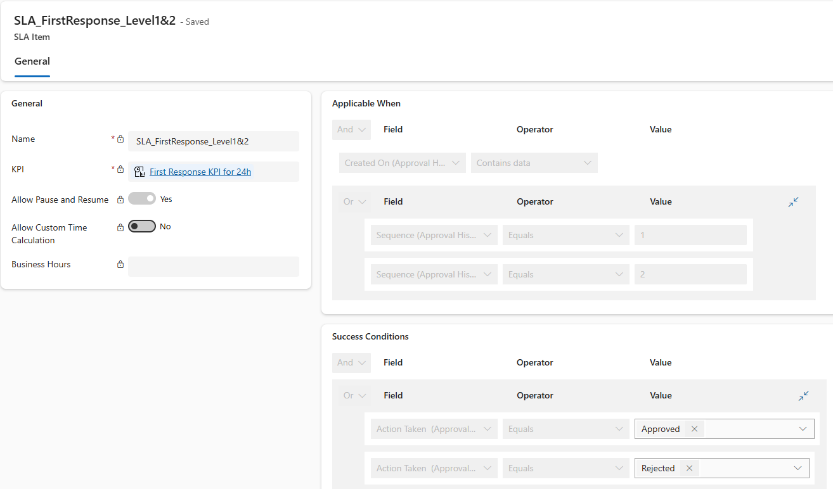 SLA_FirstResponse_Level1&2 - Saved
SLA Item
General
General
Name * SLA_FirstResponse_Level1&2
KPI * First Response KPI for 24h
Allow Pause and Resume Yes
Allow Custom Time No
Calculation
Business Hours
Applicable When
And Field Operator Value
Created On (Approval H... Contains data
Or Field Operator Value
Sequence (Approval His... Equals 1
Sequence (Approval His... Equals 2
Success Conditions
And Field Operator Value
Or Field Operator Value
Action Taken (Approval... Equals Approved
Action Taken (Approval... Equals Rejected